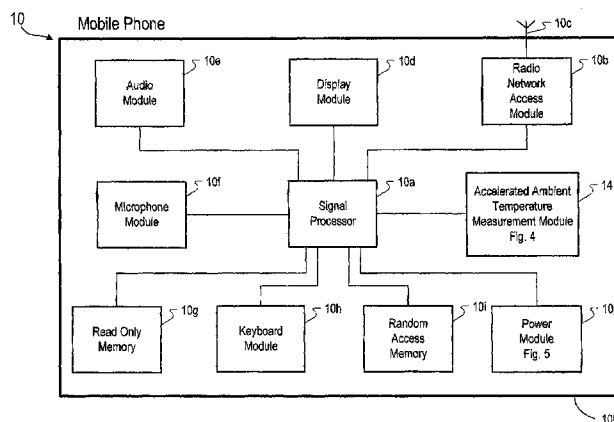 10
Mobile Phone
10c
10e
Audio
Module
10d
Display
Module
10b
Radio
Network
Access
Module
10f
Microphone
Module
10a
Signal
Processor
14
Accelerated Ambient
Temperature
Measurement Module
Fig. 4
10g
Read Only
Memory
10h
Keyboard
Module
10i
Random
Access
Memory
10j
Power
Module
Fig. 5